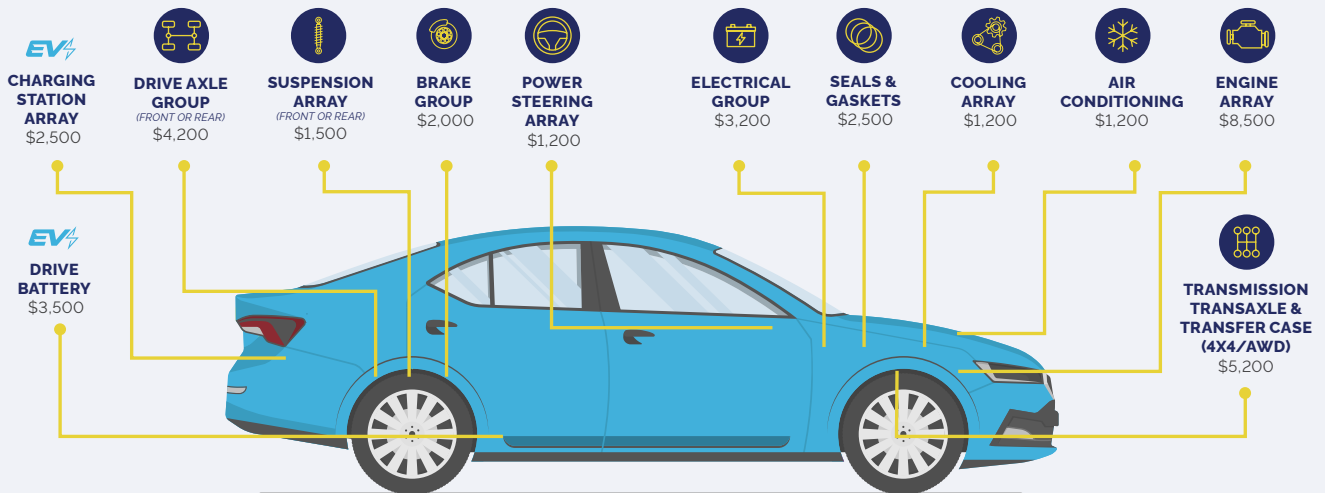 EV
CHARGING
STATION
ARRAY
$2,500
DRIVE AXLE
GROUP
(FRONT OR REAR)
$4,200
SUSPENSION
ARRAY
(FRONT OR REAR)
$1,500
BRAKE
GROUP
$2,000
POWER
STEERING
ARRAY
$1,200
ELECTRICAL
GROUP
$3,200
SEALS &
GASKETS
$2,500
COOLING
ARRAY
$1,200
AIR
CONDITIONING
$1,200
ENGINE
ARRAY
$8,500
EV
DRIVE
BATTERY
$3,500
TRANSMISSION
TRANSAXLE &
TRANSFER CASE
(4X4/AWD)
$5,200